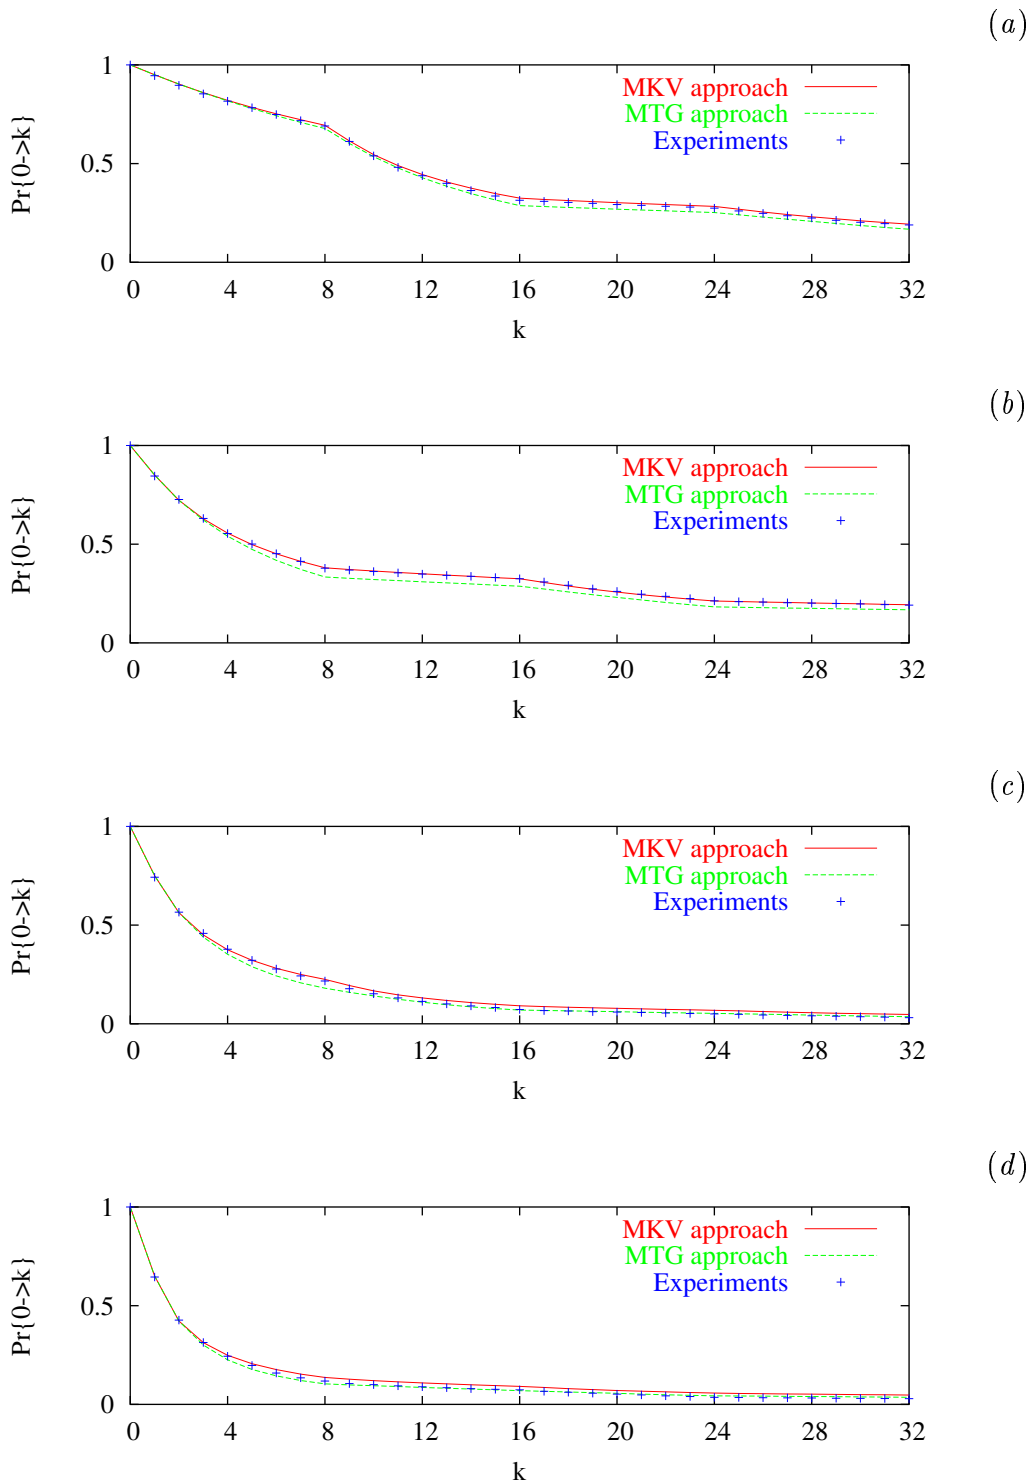 (a)
1
0.5
0
Pr{0->k}
MKV approach
MTG approach
Experiments
0 4 8 12 16 20 24 28 32
k
(b)
1
0.5
0
Pr{0->k}
MKV approach
MTG approach
Experiments
0 4 8 12 16 20 24 28 32
k
(c)
1
0.5
0
Pr{0->k}
MKV approach
MTG approach
Experiments
0 4 8 12 16 20 24 28 32
k
(d)
1
0.5
0
Pr{0->k}
MKV approach
MTG approach
Experiments
0 4 8 12 16 20 24 28 32
k